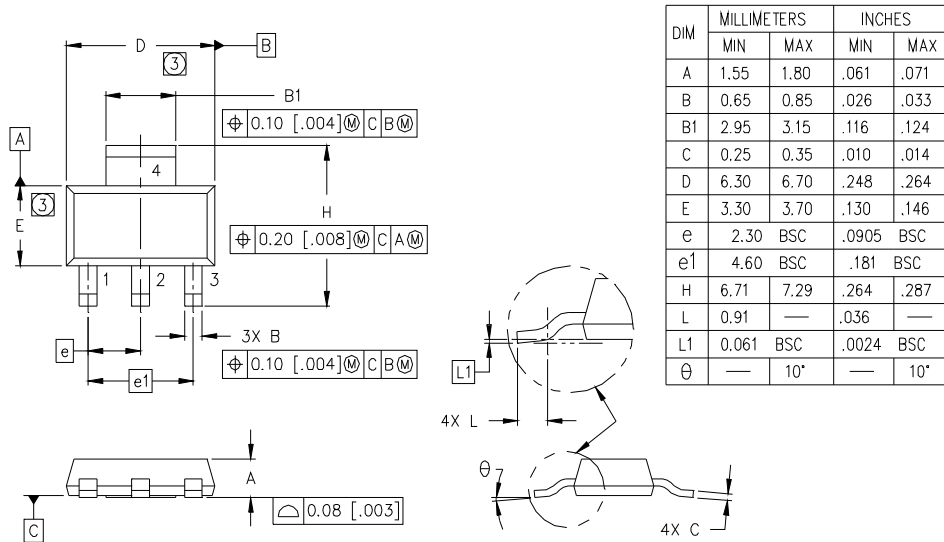 D
B
3
B1
⌖ 0.10 [.004]Ⓜ C BⓂ
A
4
3
E
H
⌖ 0.20 [.008]Ⓜ C AⓂ
1 2 3
e
3X B
e1
⌖ 0.10 [.004]Ⓜ C BⓂ
L1
4X L
A
⌓ 0.08 [.003]
C
θ
4X C
DIM MILLIMETERS INCHES
MIN MAX MIN MAX
A 1.55 1.80 .061 .071
B 0.65 0.85 .026 .033
B1 2.95 3.15 .116 .124
C 0.25 0.35 .010 .014
D 6.30 6.70 .248 .264
E 3.30 3.70 .130 .146
e 2.30 BSC .0905 BSC
e1 4.60 BSC .181 BSC
H 6.71 7.29 .264 .287
L 0.91 — .036 —
L1 0.061 BSC .0024 BSC
θ — 10° — 10°